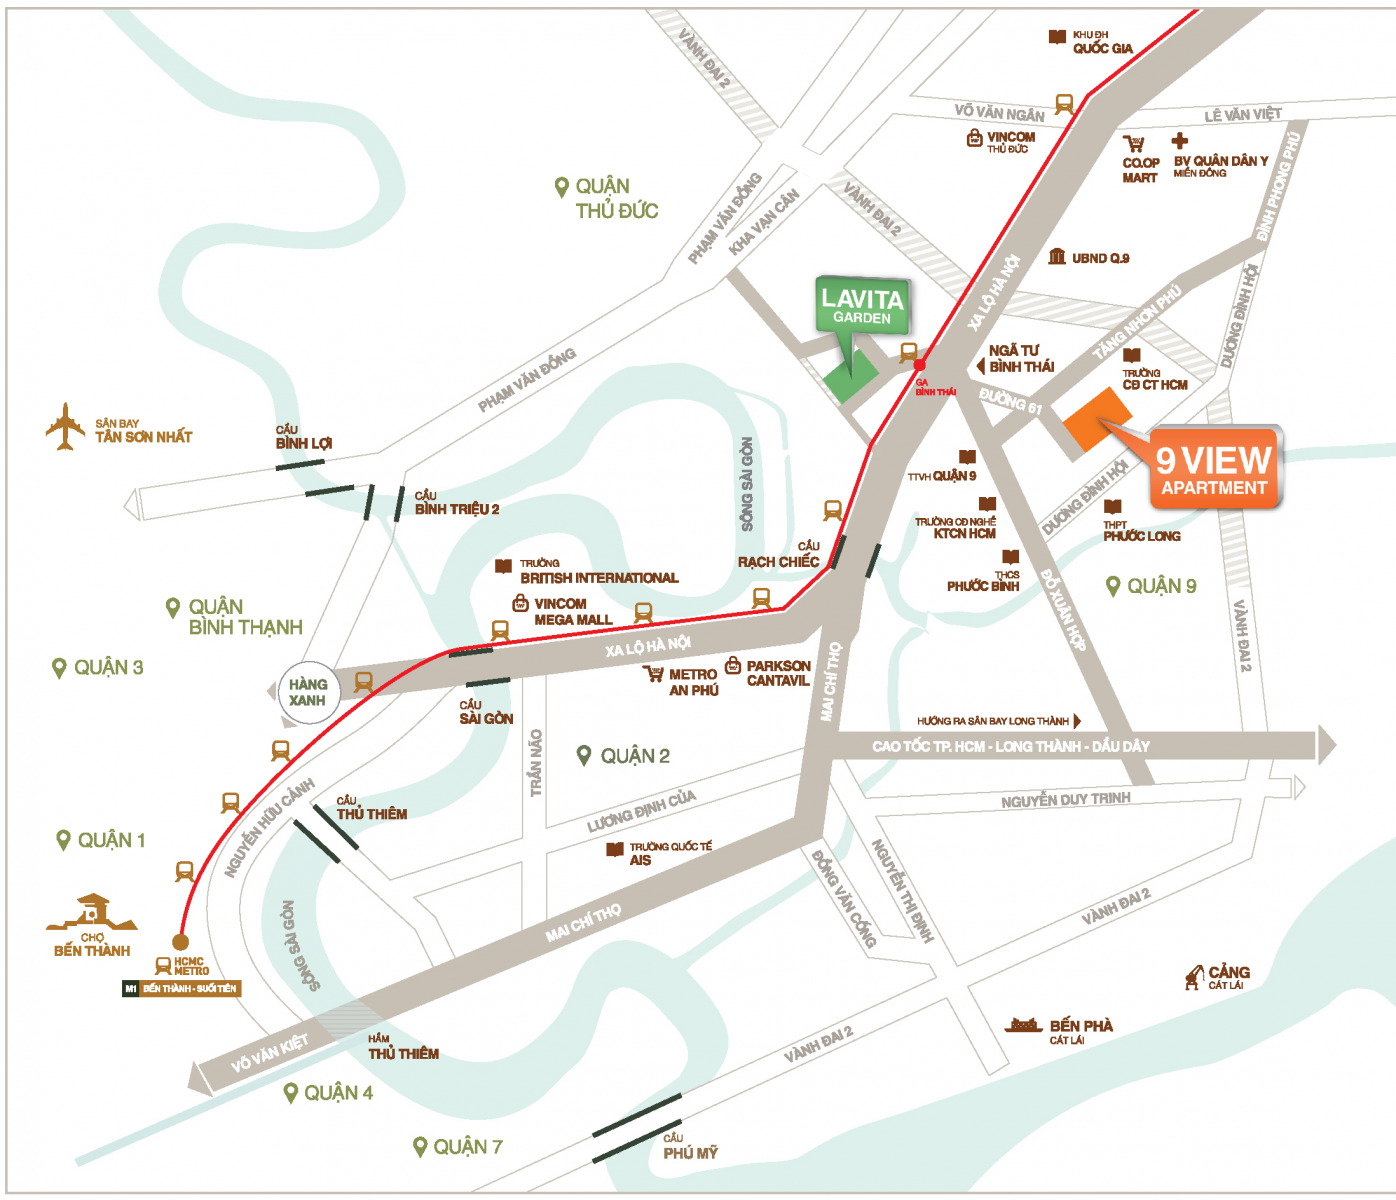 KHU ĐH
QUỐC GIA
VÀNH ĐAI 2
VÕ VĂN NGÂN
LÊ VĂN VIỆT
VINCOM
THỦ ĐỨC
CO.OP
MART
BV QUÂN DÂN Y
MIỀN ĐÔNG
ĐÌNH PHONG PHÚ
QUẬN
THỦ ĐỨC
PHẠM VĂN ĐỒNG
KHA VẠN CÂN
VÀNH ĐAI 2
UBND Q.9
XA LỘ HÀ NỘI
LAVITA
GARDEN
TĂNG NHƠN PHÚ
DƯƠNG ĐÌNH HỘI
NGÃ TƯ
BÌNH THÁI
GA
BÌNH THÁI
TRƯỜNG
CĐ CT HCM
ĐƯỜNG 61
PHẠM VĂN ĐỒNG
SÂN BAY
TÂN SƠN NHẤT
CẦU
BÌNH LỢI
9 VIEW
APARTMENT
SÔNG SÀI GÒN
TTVH QUẬN 9
DƯƠNG ĐÌNH HỘI
CẦU
BÌNH TRIỆU 2
TRƯỜNG CĐ NGHỀ
KTCN HCM
THPT
PHƯỚC LONG
CẦU
RẠCH CHIẾC
TRƯỜNG
BRITISH INTERNATIONAL
THCS
PHƯỚC BÌNH
QUẬN 9
ĐỖ XUÂN HỢP
VÀNH ĐAI 2
VINCOM
MEGA MALL
QUẬN
BÌNH THẠNH
XA LỘ HÀ NỘI
QUẬN 3
HÀNG
XANH
METRO
AN PHÚ
PARKSON
CANTAVIL
MAI CHÍ THỌ
CẦU
SÀI GÒN
HƯỚNG RA SÂN BAY LONG THÀNH
CAO TỐC TP. HCM - LONG THÀNH - DẦU DÂY
TRẦN NÃO
QUẬN 2
NGUYỄN HỮU CẢNH
CẦU
THỦ THIÊM
LƯƠNG ĐỊNH CỦA
NGUYỄN DUY TRINH
QUẬN 1
TRƯỜNG QUỐC TẾ
AIS
ĐỒNG VĂN CỐNG
NGUYỄN THỊ ĐỊNH
CHỢ
BẾN THÀNH
MAI CHÍ THỌ
VÀNH ĐAI 2
SÔNG SÀI GÒN
HCMC
METRO
M1 BẾN THÀNH - SUỐI TIÊN
CẢNG
CÁT LÁI
BẾN PHÀ
CÁT LÁI
VÕ VĂN KIỆT
HẦM
THỦ THIÊM
VÀNH ĐAI 2
QUẬN 4
QUẬN 7
CẦU
PHÚ MỸ